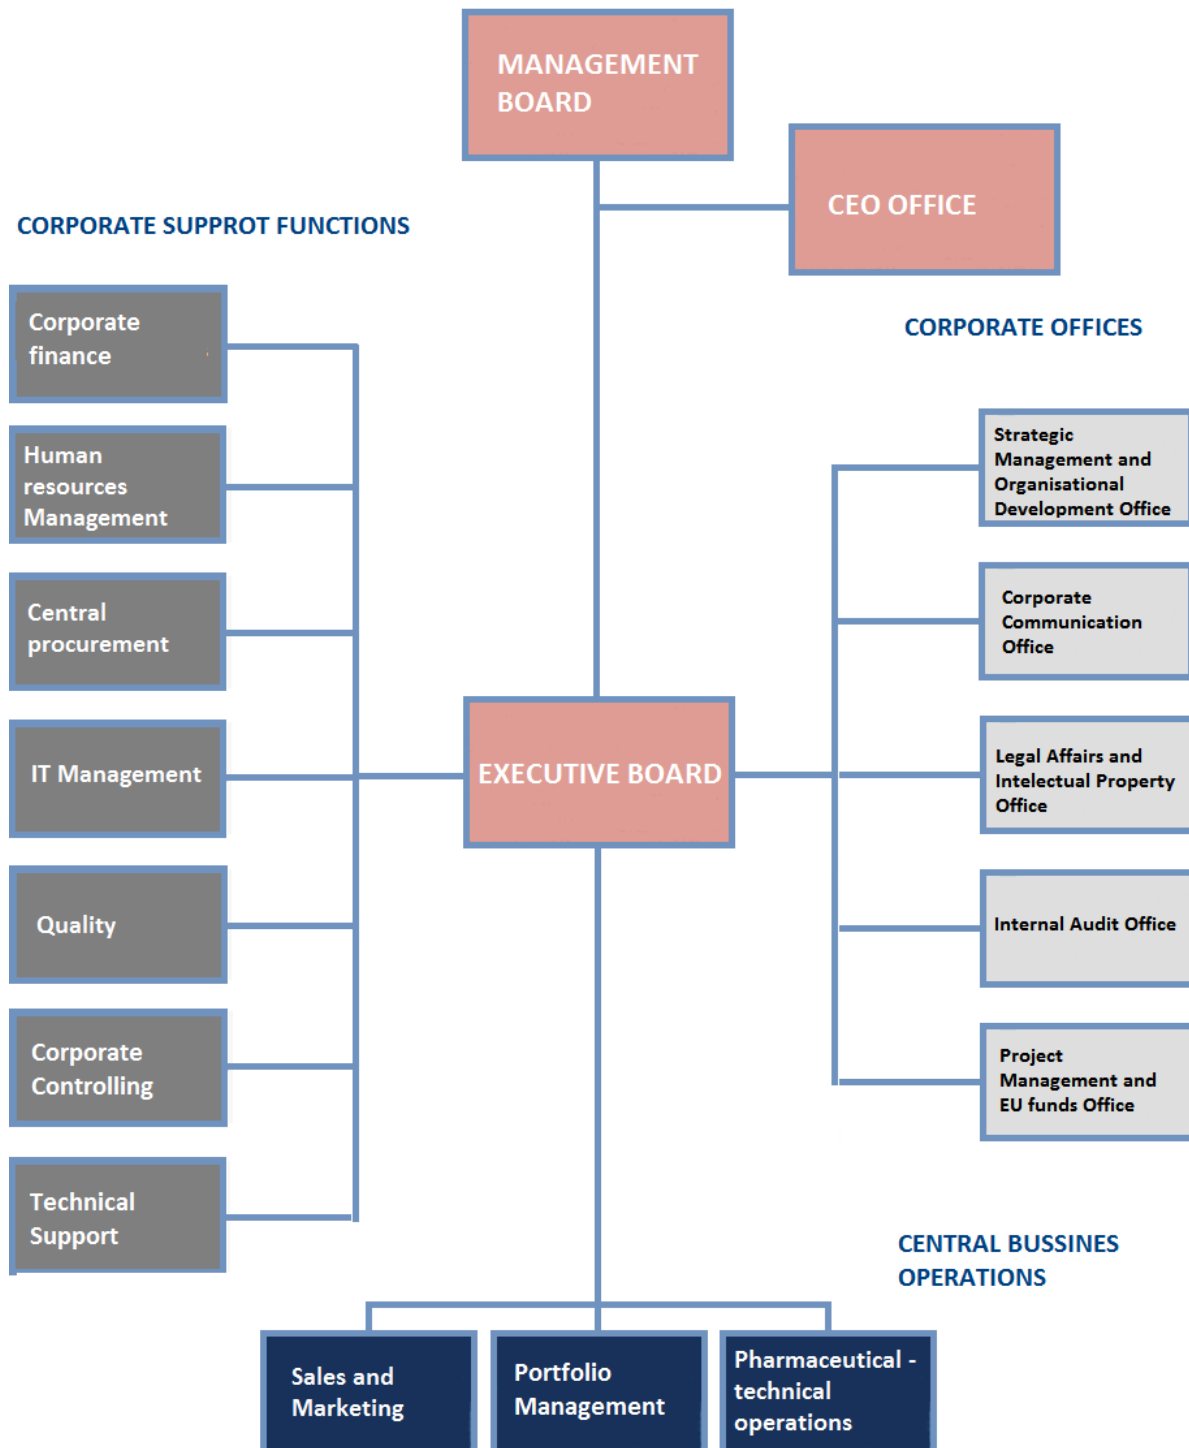 MANAGEMENT
BOARD
CEO OFFICE
CORPORATE SUPPROT FUNCTIONS
Corporate
finance
Human
resources
Management
Central
procurement
IT Management
Quality
Corporate
Controlling
Technical
Support
EXECUTIVE BOARD
CORPORATE OFFICES
Strategic
Management and
Organisational
Development Office
Corporate
Communication
Office
Legal Affairs and
Intelectual Property
Office
Internal Audit Office
Project
Management and
EU funds Office
CENTRAL BUSSINES
OPERATIONS
Sales and
Marketing
Portfolio
Management
Pharmaceutical -
technical
operations